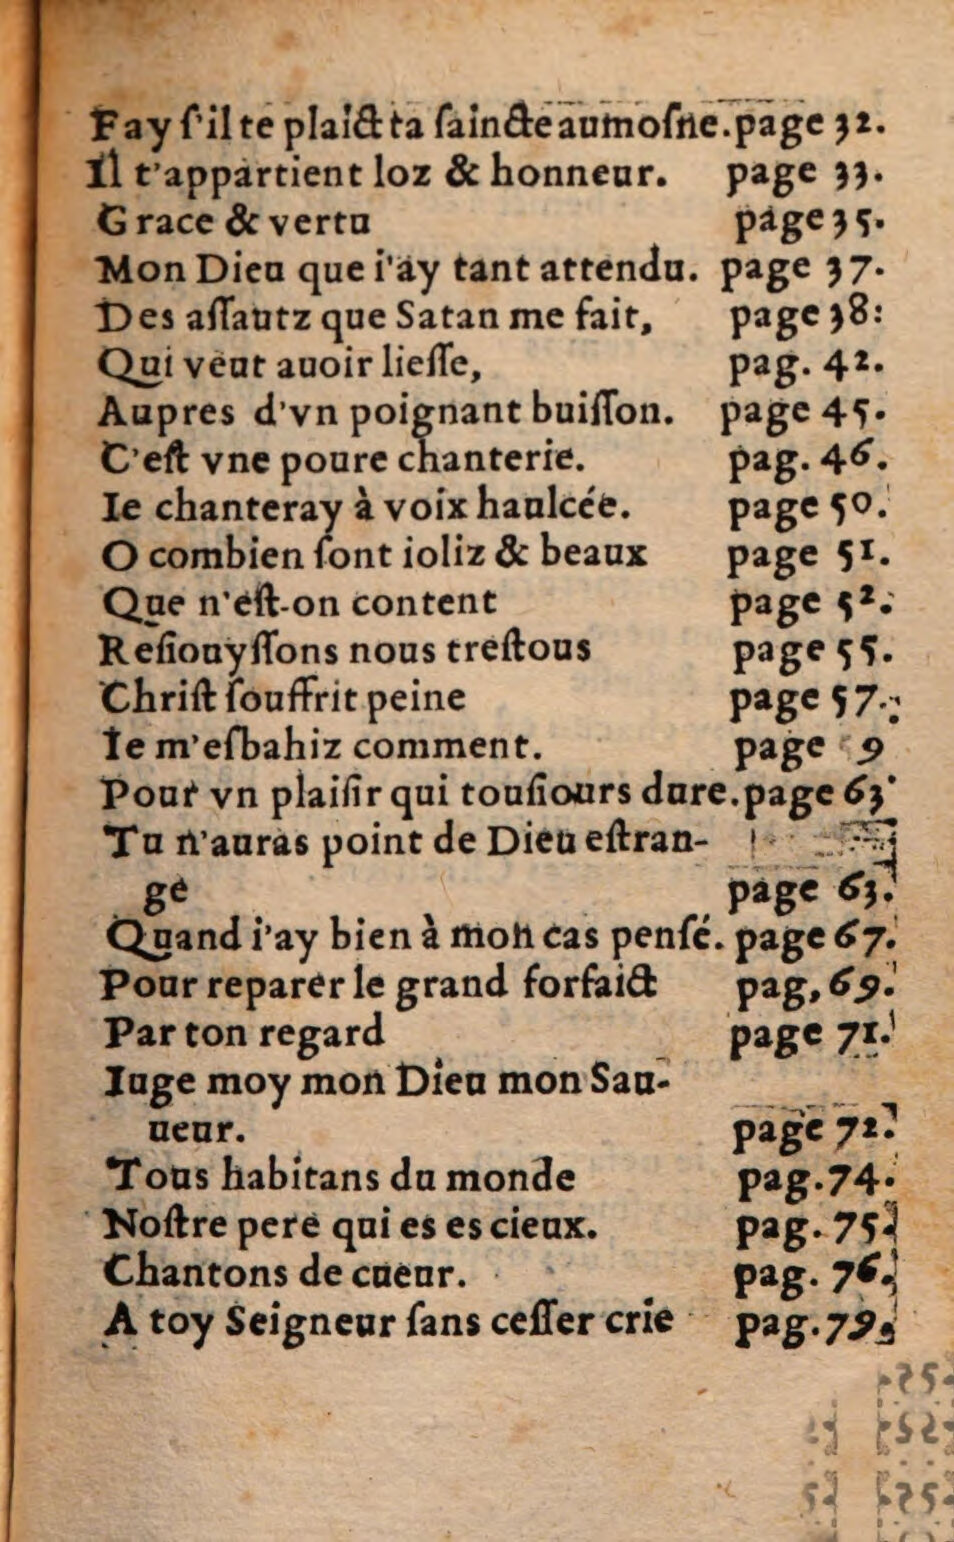 Fay ſ'il te plaict ta ſaincte aumoſne. page 32.
Il t'appartient loz & honneur. page 33.
Grace & vertu page 35.
Mon Dieu que i'ay tant attendu. page 37.
Des aſſautz que Satan me fait, page 38:
Qui veut auoir lieſſe, pag. 42.
Aupres d'vn poignant buiſſon. page 45.
C'eſt vne poure chanterie. pag. 46.
Ie chanteray à voix haulcée. page 50.
O combien ſont ioliz & beaux page 51.
Que n'eſt-on content page 52.
Reſiouyſſons nous treſtous page 55.
Chriſt ſouffrit peine page 57.
Ie m'eſbahiz comment. page 9
Pour vn plaiſir qui touſiours dure. page 63
Tu n'auras point de Dieu eſtran-
ge page 63.
Quand i'ay bien à mon cas penſé. page 67.
Pour reparer le grand forfaict pag, 69.
Par ton regard page 71.
Iuge moy mon Dieu mon Sau-
ueur. page 72.
Tous habitans du monde pag. 74.
Noſtre pere qui es es cieux. pag. 75
Chantons de cueur. pag. 76.
A toy Seigneur ſans ceſſer crie pag. 79